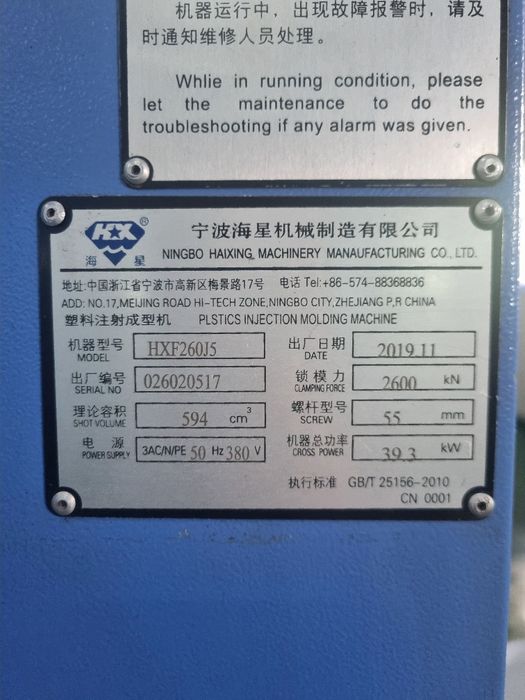 机器运行中，出现故障报警时，请及
时通知维修人员处理。
Whlie in running condition, please
let the maintenance to do the
troubleshooting if any alarm was given.
HX ®
海 星
宁波海星机械制造有限公司
NINGBO HAIXING MACHINERY MANUFACTURING CO., LTD.
地址:中国浙江省宁波市高新区梅景路17号 电话 Tel:+86-574-88368836
ADD: NO.17,MEIJING ROAD HI-TECH ZONE,NINGBO CITY,ZHEJIANG P,R CHINA
塑料注射成型机 PLSTICS INJECTION MOLDING MACHINE
机器型号 HXF260J5 出厂日期 2019.11
MODEL DATE
出厂编号 026020517 锁模力 2600 kN
SERIAL NO CLAMPING FORCE
理论容积 594 cm³ 螺杆型号 55 mm
SHOT VOLUME SCREW
电 源 3AC/N/PE 50 Hz 380 V 机器总功率 39.3 kW
POWER SUPPLY CROSS POWER
执行标准 GB/T 25156-2010
CN 0001